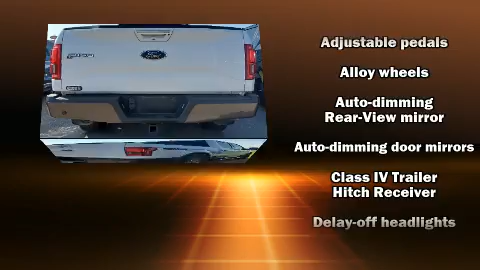 Ford
Adjustable pedals
Alloy wheels
Auto-dimming
Rear-View mirror
Auto-dimming door mirrors
Class IV Trailer
Hitch Receiver
Delay-off headlights